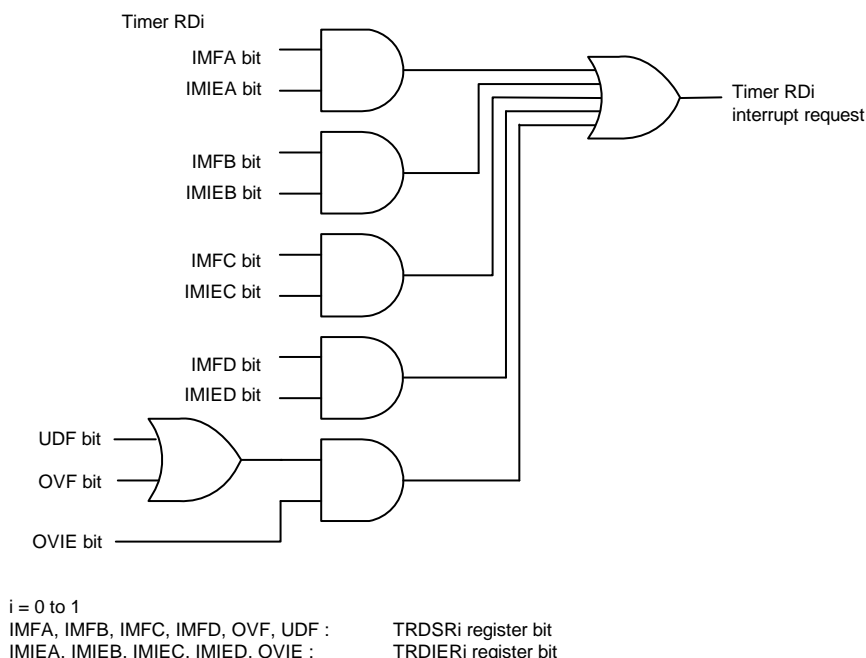 Timer RDi
IMFA bit
IMIEA bit
Timer RDi
interrupt request
IMFB bit
IMIEB bit
IMFC bit
IMIEC bit
IMFD bit
IMIED bit
UDF bit
OVF bit
OVIE bit
i = 0 to 1
IMFA, IMFB, IMFC, IMFD, OVF, UDF : TRDSRi register bit
IMIEA, IMIEB, IMIEC, IMIED, OVIE : TRDIERi register bit